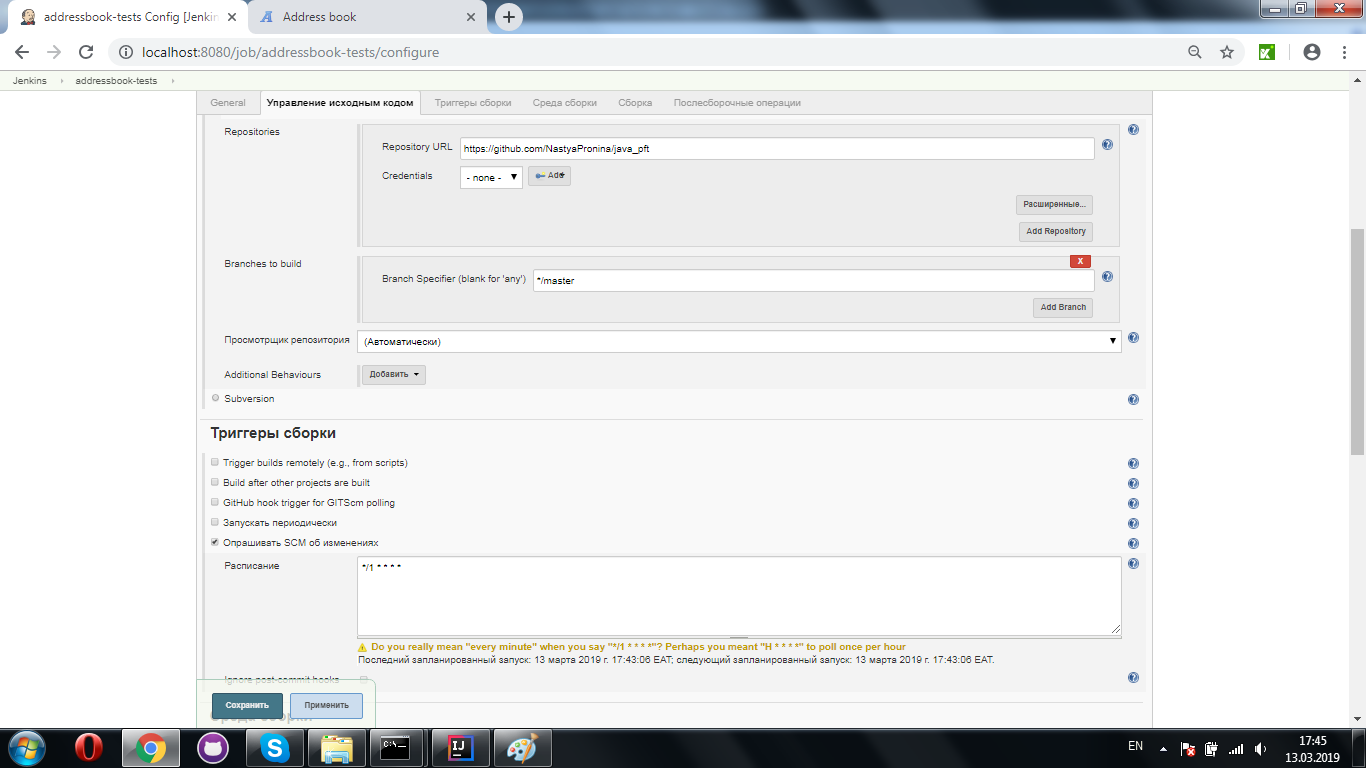 addressbook-tests Config [Jenkin
Address book
localhost:8080/job/addressbook-tests/configure
Jenkins
addressbook-tests
General
Управление исходным кодом
Триггеры сборки
Среда сборки
Сборка
Послесборочные операции
Repositories
Repository URL
https://github.com/NastyaPronina/java_pft
Credentials
- none -
Add
Расширенные...
Add Repository
Branches to build
X
Branch Specifier (blank for 'any')
*/master
Add Branch
Просмотрщик репозитория
(Автоматически)
Additional Behaviours
Добавить
Subversion
Триггеры сборки
Trigger builds remotely (e.g., from scripts)
Build after other projects are built
GitHub hook trigger for GITScm polling
Запускать периодически
Опрашивать SCM об изменениях
Расписание
*/1 * * * *
Do you really mean "every minute" when you say "*/1 * * * *"? Perhaps you meant "H * * * *" to poll once per hour
Последний запланированный запуск: 13 марта 2019 г. 17:43:06 EAT; следующий запланированный запуск: 13 марта 2019 г. 17:43:06 EAT.
Ignore post-commit hooks
Сохранить
Применить
Среда сборки
EN
17:45
13.03.2019